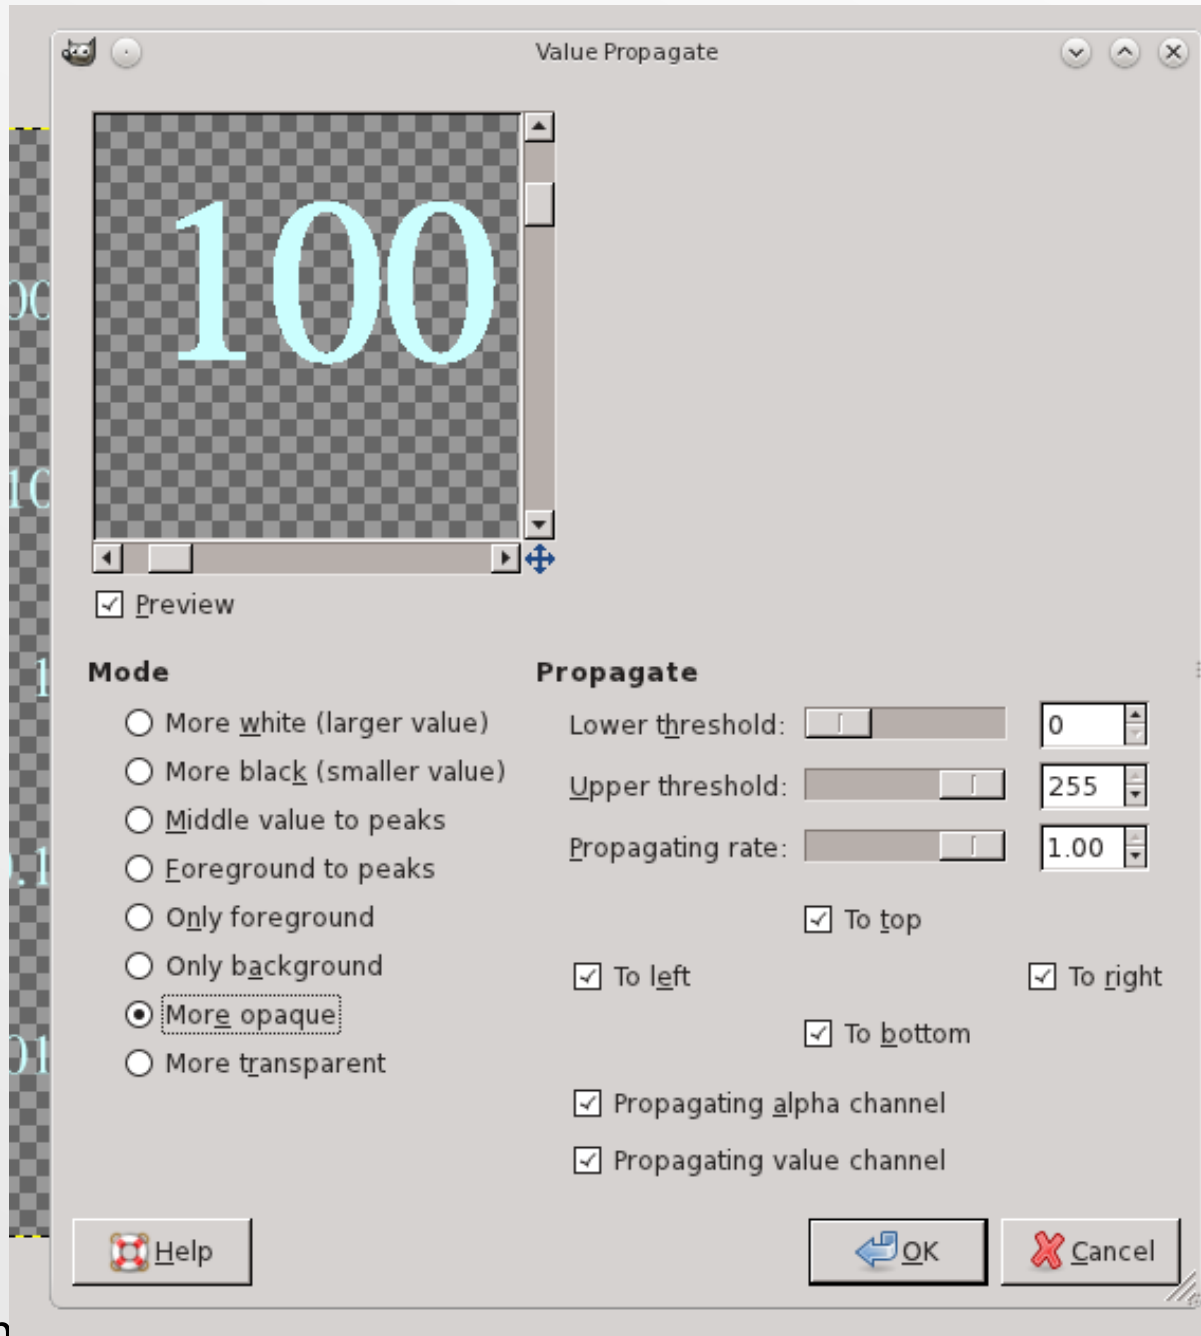 Value Propagate
100
Preview
Mode
Propagate
More white (larger value)
Lower threshold: 0
More black (smaller value)
Upper threshold: 255
Middle value to peaks
Propagating rate: 1.00
Foreground to peaks
Only foreground
To top
Only background
To left
To right
More opaque
To bottom
More transparent
Propagating alpha channel
Propagating value channel
Help
OK
Cancel